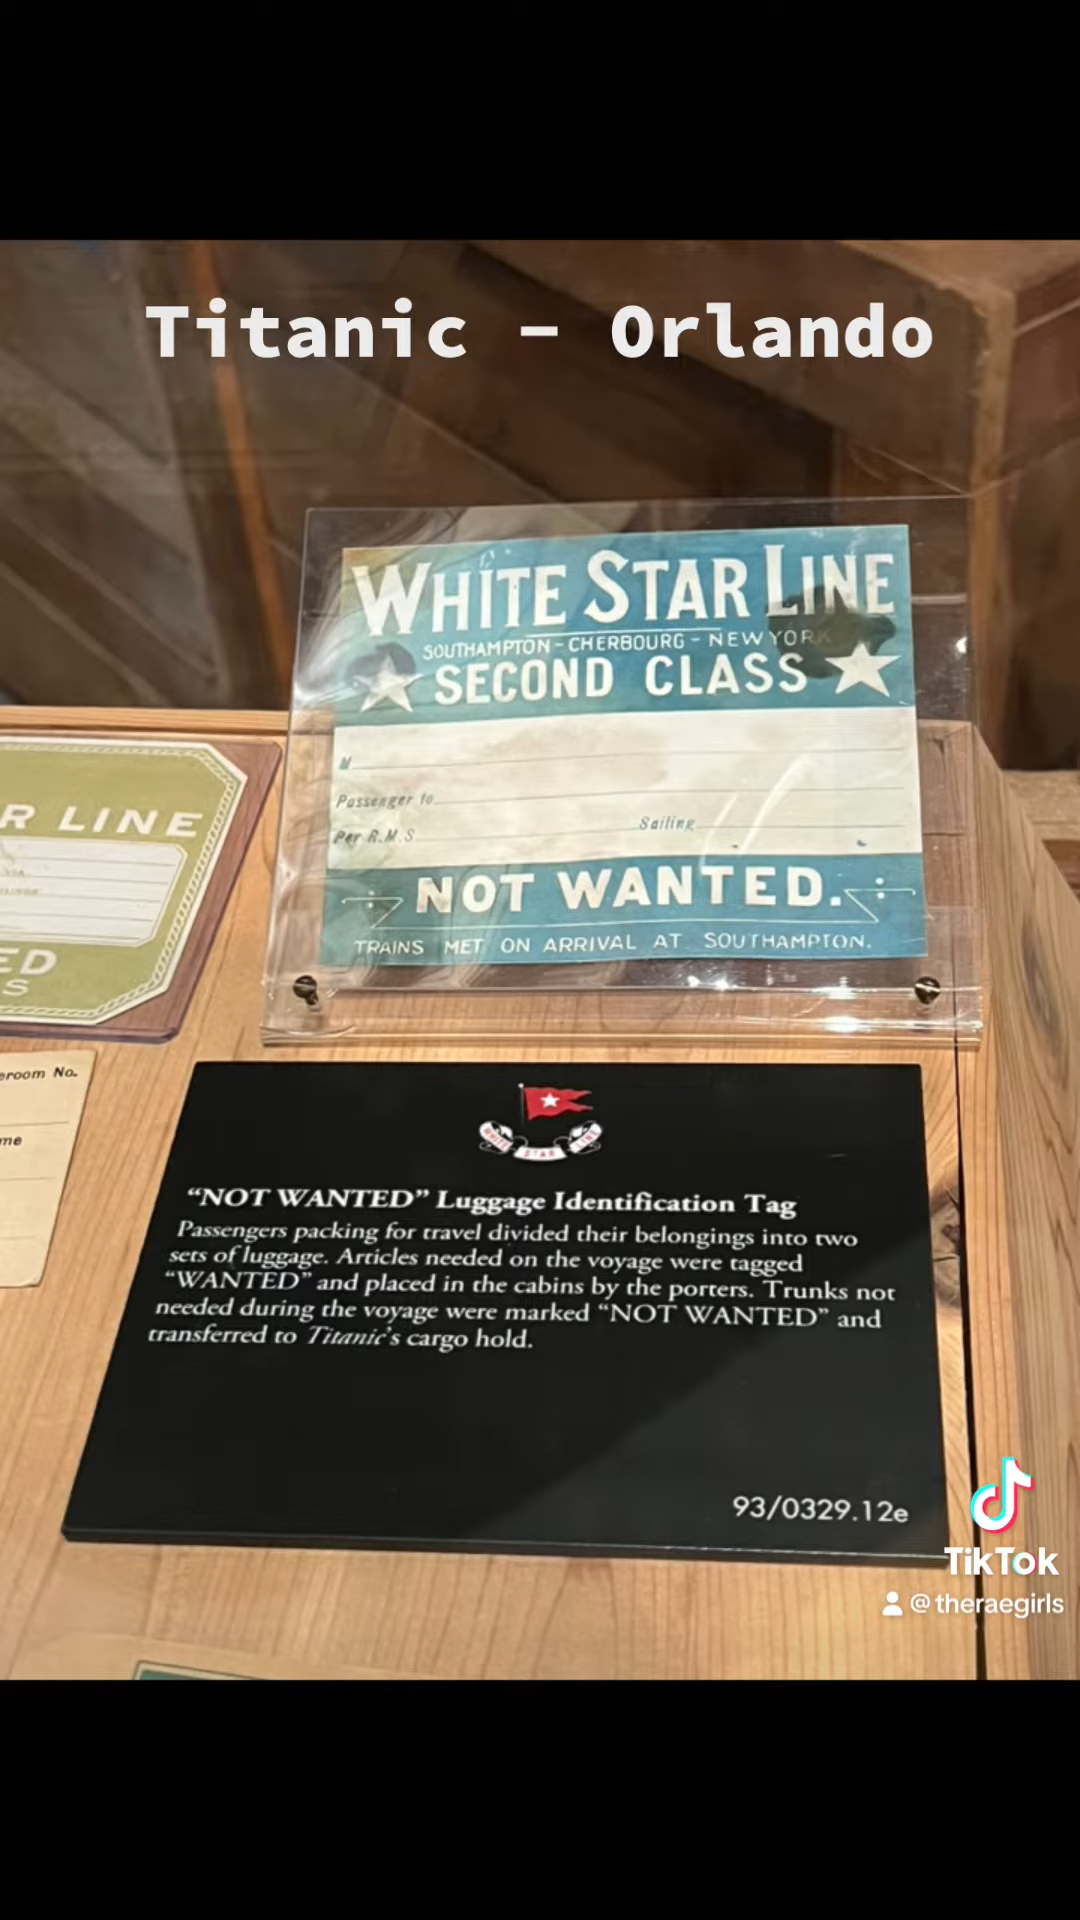 Titanic - Orlando
WHITE STAR LINE
SOUTHAMPTON - CHERBOURG - NEW YORK
SECOND CLASS
M
Passenger to
Per R.M.S Sailing
NOT WANTED.
TRAINS MET ON ARRIVAL AT SOUTHAMPTON.
R LINE
ED
S
eroom No.
me
WHITE STAR LINE
“NOT WANTED” Luggage Identification Tag
Passengers packing for travel divided their belongings into two
sets of luggage. Articles needed on the voyage were tagged
“WANTED” and placed in the cabins by the porters. Trunks not
needed during the voyage were marked “NOT WANTED” and
transferred to Titanic's cargo hold.
93/0329.12e
TikTok
@theraegirls